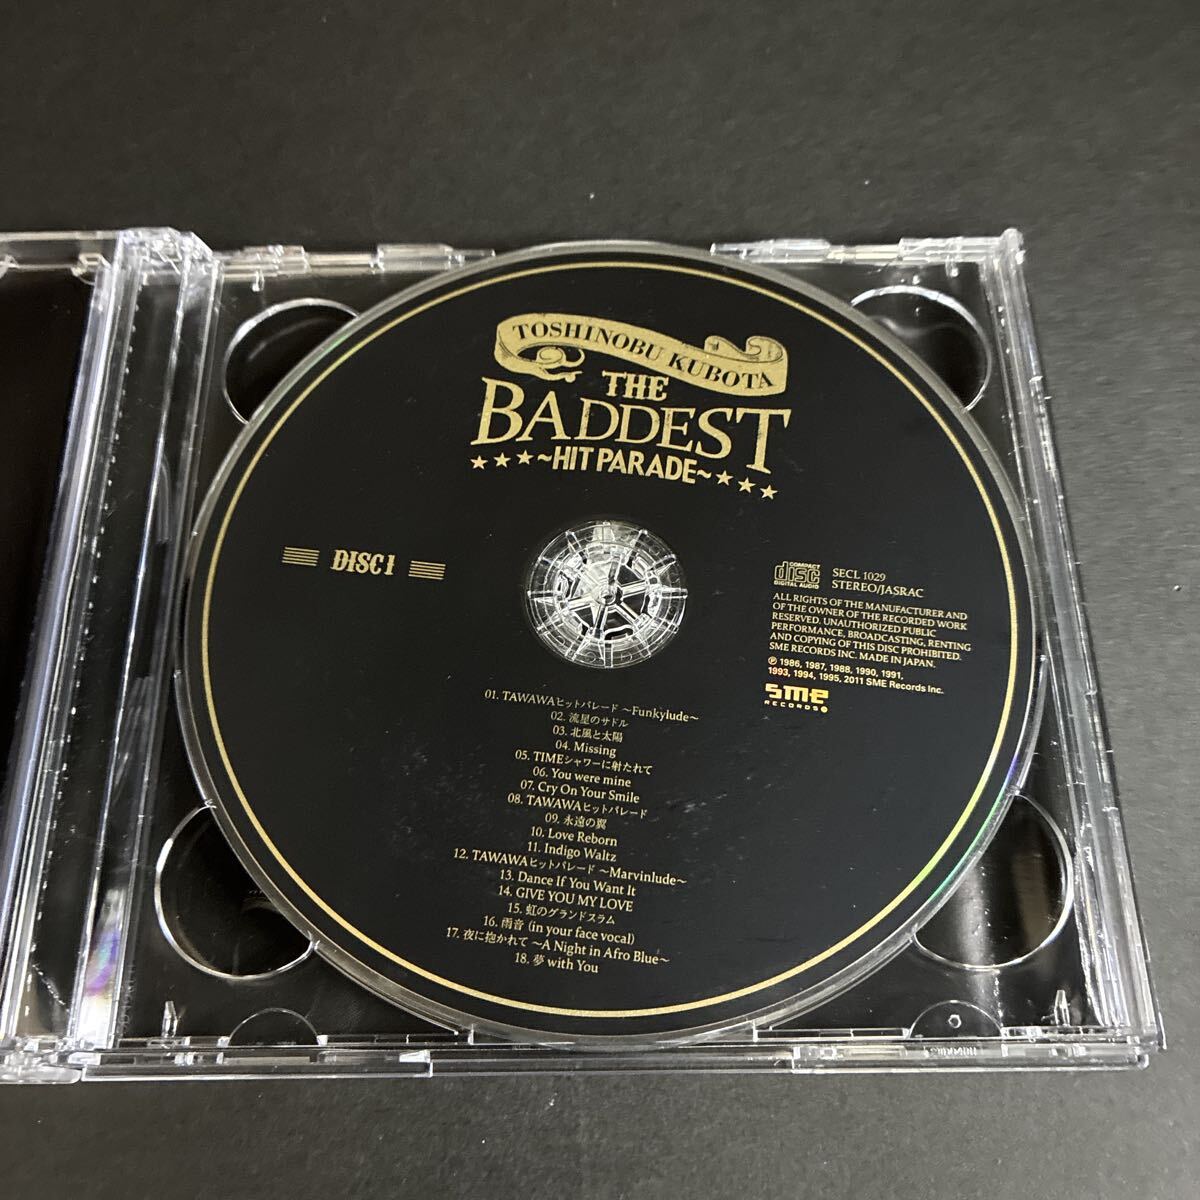 TOSHINOBU KUBOTA
THE
BADDEST
★★★~HIT PARADE~★★★
DISC1
COMPACT
disc
DIGITAL AUDIO
SECL 1029
STEREO/JASRAC
ALL RIGHTS OF THE MANUFACTURER AND
OF THE OWNER OF THE RECORDED WORK
RESERVED. UNAUTHORIZED PUBLIC
PERFORMANCE, BROADCASTING, RENTING
AND COPYING OF THIS DISC PROHIBITED.
SME RECORDS INC. MADE IN JAPAN.
℗ 1986, 1987, 1988, 1990, 1991,
1993, 1994, 1995, 2011 SME Records Inc.
sme
RECORDS
01. TAWAWAヒットパレード ~Funkylude~
02. 流星のサドル
03. 北風と太陽
04. Missing
05. TIMEシャワーに射たれて
06. You were mine
07. Cry On Your Smile
08. TAWAWAヒットパレード
09. 永遠の翼
10. Love Reborn
11. Indigo Waltz
12. TAWAWAヒットパレード ~Marvinlude~
13. Dance If You Want It
14. GIVE YOU MY LOVE
15. 虹のグランドスラム
16. 雨音 (in your face vocal)
17. 夜に抱かれて ~A Night in Afro Blue~
18. 夢 with You